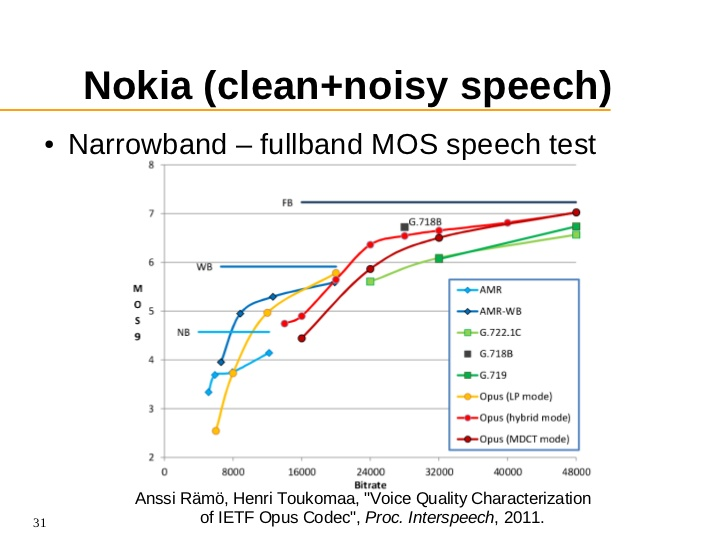 Nokia (clean+noisy speech)
• Narrowband – fullband MOS speech test
8
FB
7
G.718B
6
WB
M
O
S
9
5
NB
4
3
2
AMR
AMR-WB
G.722.1C
G.718B
G.719
Opus (LP mode)
Opus (hybrid mode)
Opus (MDCT mode)
0 8000 16000 24000 32000 40000 48000
Bitrate
Anssi Rämö, Henri Toukomaa, "Voice Quality Characterization
of IETF Opus Codec", Proc. Interspeech, 2011.
31